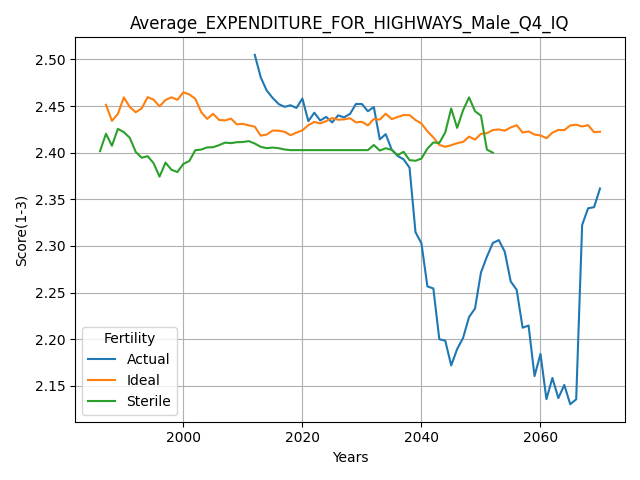 Average_EXPENDITURE_FOR_HIGHWAYS_Male_Q4_IQ
2.50
2.45
2.40
2.35
2.30
2.25
2.20
2.15
Score(1-3)
Fertility
Actual
Ideal
Sterile
2000
2020
2040
2060
Years